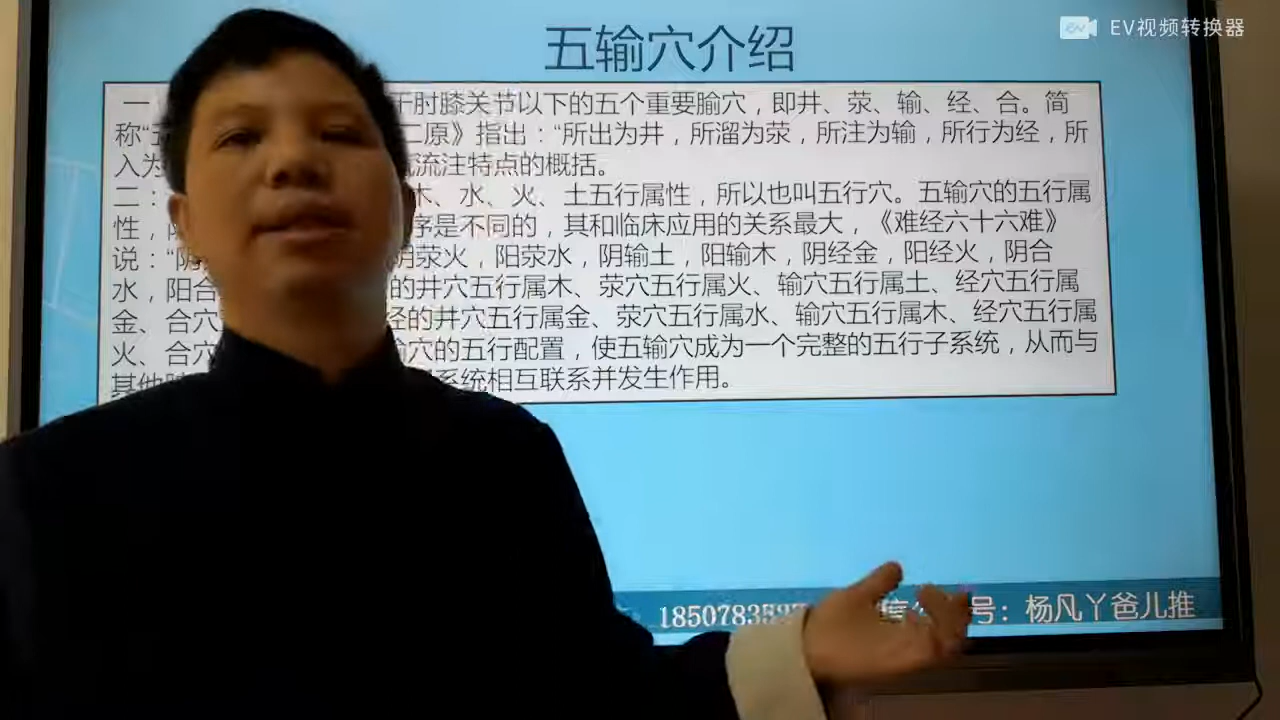 EV视频转换器
五输穴介绍
一 于肘膝关节以下的五个重要腧穴，即井、荥、输、经、合。简
称“五 二原》指出：“所出为井，所溜为荥，所注为输，所行为经，所
入为 流注特点的概括。
二： 木、水、火、土五行属性，所以也叫五行穴。五输穴的五行属
性， 序是不同的，其和临床应用的关系最大，《难经六十六难》
说：“阴 阴荥火，阳荥水，阴输土，阳输木，阴经金，阳经火，阴合
水，阳合 的井穴五行属木、荥穴五行属火、输穴五行属土、经穴五行属
金、合穴 经的井穴五行属金、荥穴五行属水、输穴五行属木、经穴五行属
火、合穴 输穴的五行配置，使五输穴成为一个完整的五行子系统，从而与
其他 系统相互联系并发生作用。
185078353 号：杨凡丫爸儿推